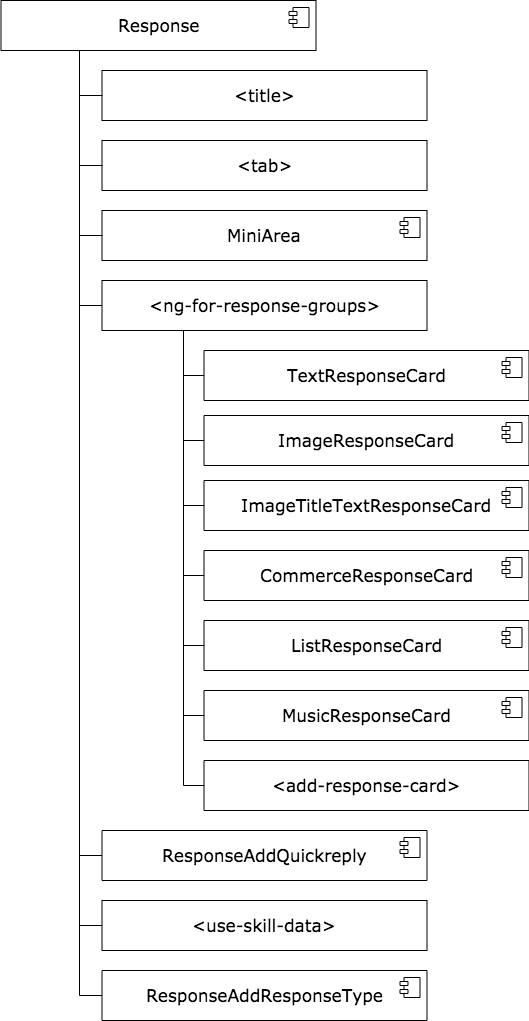 Response
<title>
<tab>
MiniArea
<ng-for-response-groups>
TextResponseCard
ImageResponseCard
ImageTitleTextResponseCard
CommerceResponseCard
ListResponseCard
MusicResponseCard
<add-response-card>
ResponseAddQuickreply
<use-skill-data>
ResponseAddResponseType